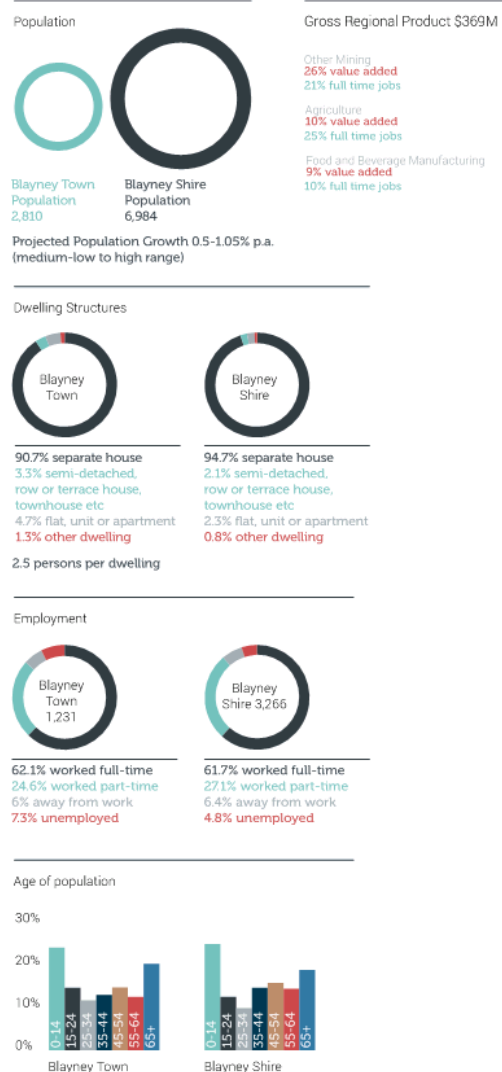 Population
Blayney Town
Population
2,810
Blayney Shire
Population
6,984
Projected Population Growth 0.5-1.05% p.a.
(medium-low to high range)
Gross Regional Product $369M
Other Mining
26% value added
21% full time jobs
Agriculture
10% value added
25% full time jobs
Food and Beverage Manufacturing
9% value added
10% full time jobs
Dwelling Structures
Blayney
Town
90.7% separate house
3.3% semi-detached,
row or terrace house,
townhouse etc
4.7% flat, unit or apartment
1.3% other dwelling
Blayney
Shire
94.7% separate house
2.1% semi-detached,
row or terrace house,
townhouse etc
2.3% flat, unit or apartment
0.8% other dwelling
2.5 persons per dwelling
Employment
Blayney
Town
1,231
62.1% worked full-time
24.6% worked part-time
6% away from work
7.3% unemployed
Blayney
Shire 3,266
61.7% worked full-time
27.1% worked part-time
6.4% away from work
4.8% unemployed
Age of population
30%
20%
10%
0%
0-14
15-24
25-34
35-44
45-54
55-64
65+
Blayney Town
0-14
15-24
25-34
35-44
45-54
55-64
65+
Blayney Shire